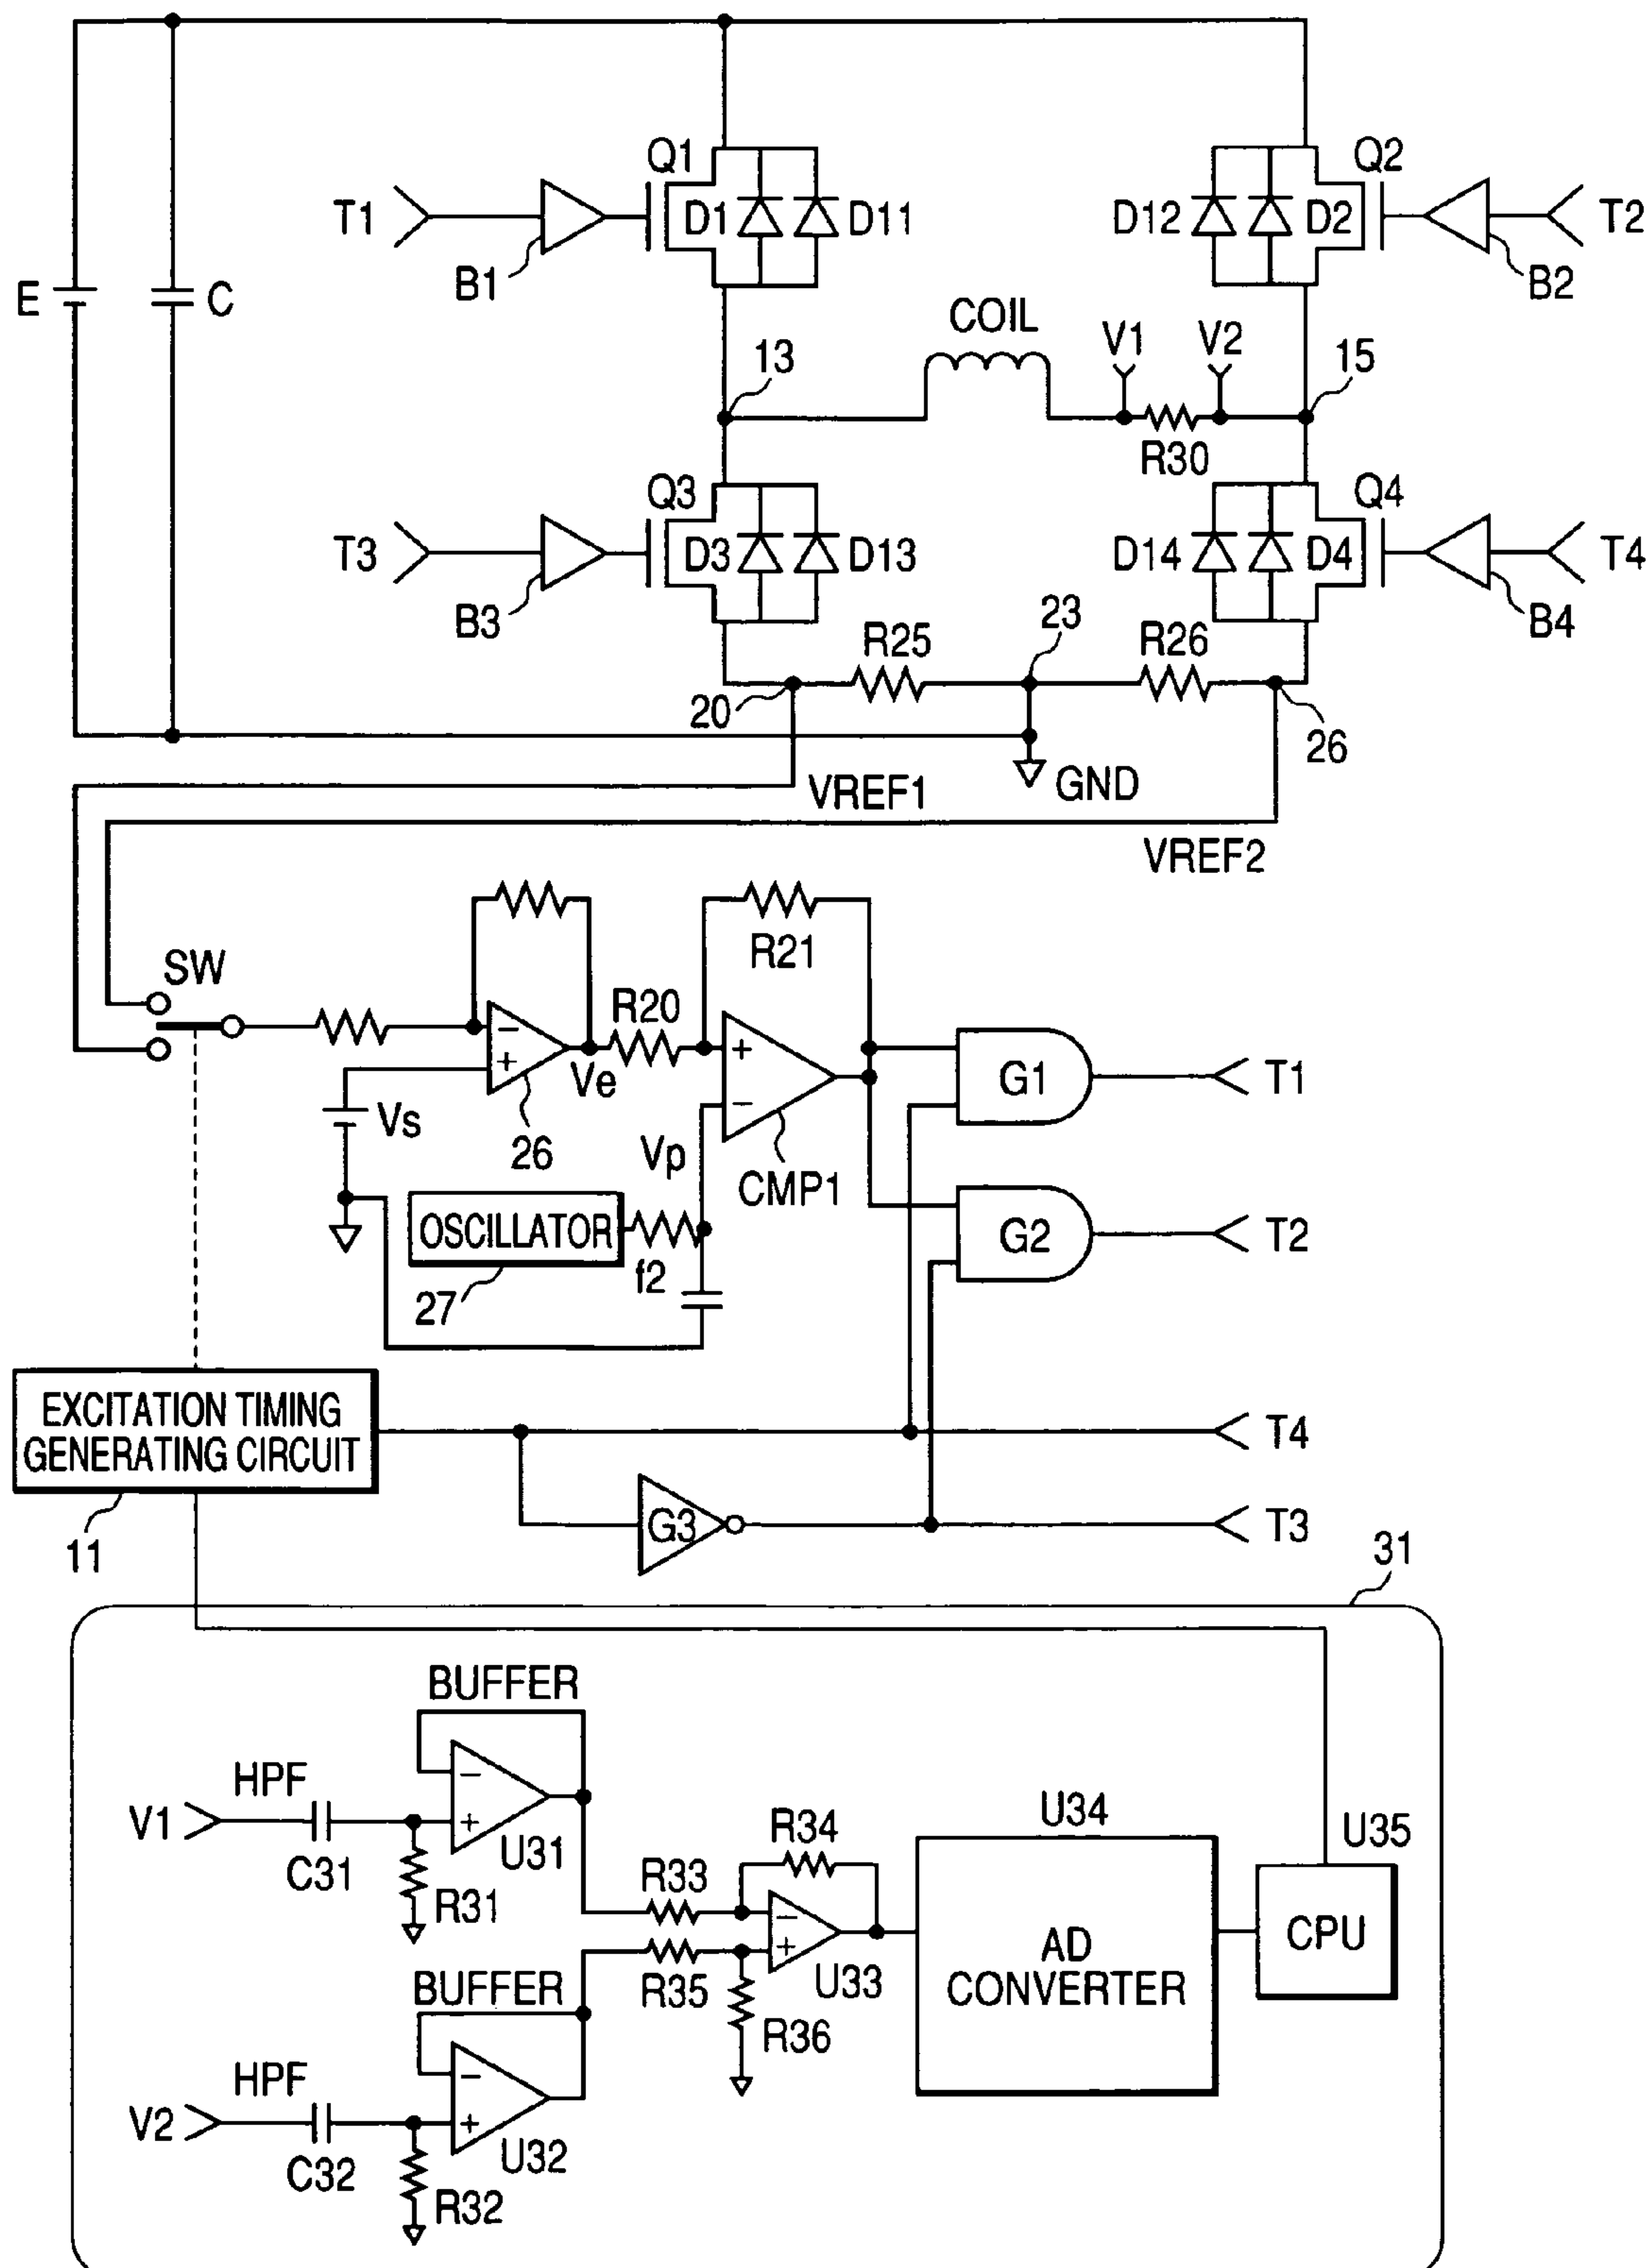 Q1
Q2
T1
D1
D11
D12
D2
T2
B1
B2
E
C
COIL
V1
V2
13
15
R30
Q3
Q4
T3
D3
D13
D14
D4
T4
B3
23
B4
R25
R26
20
26
VREF1
GND
VREF2
SW
R21
R20
−
+
+
−
Ve
G1
T1
Vs
26
Vp
CMP1
OSCILLATOR
G2
T2
f2
27
EXCITATION TIMING
GENERATING CIRCUIT
T4
G3
T3
11
31
BUFFER
HPF
−
V1
+
U31
C31
R31
R34
U34
U35
R33
−
+
AD
CONVERTER
CPU
R35
U33
BUFFER
R36
HPF
−
V2
+
U32
C32
R32